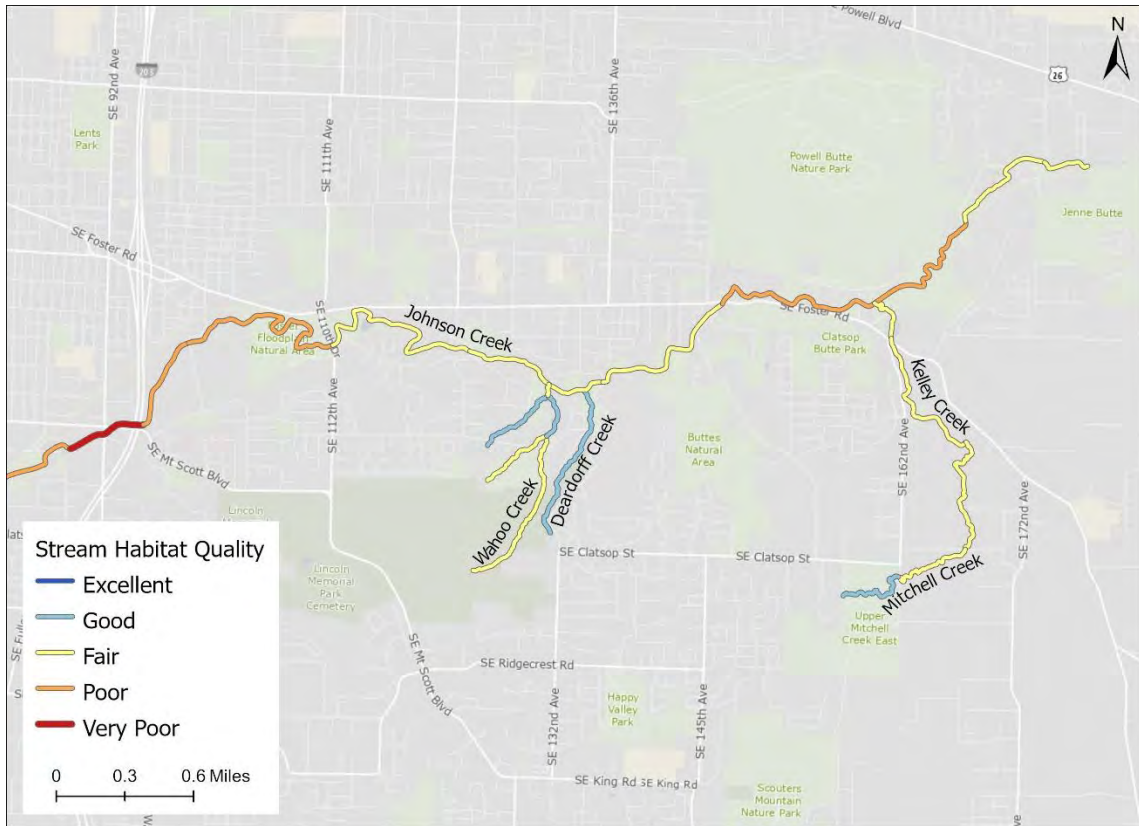 SE Powell Blvd
SE Powell
Blvd
N
205
26
SE 92nd Ave
SE 136th Ave
Lents
Park
SE 111th Ave
Powell Butte
Nature Park
Jenne Butte
SE Foster Rd
SE 110th Dr
Floodplain
Natural Area
Johnson Creek
SE Foster Rd
Clatsop
Butte Park
Kelley Creek
SE 112th Ave
Buttes
Natural
Area
SE 162nd Ave
SE Mt Scott Blvd
Deardorff Creek
Wahoo Creek
SE 172nd Ave
SE Clatsop St
SE Clatsop St
Lincoln
Memorial
Park
Cemetery
Mitchell Creek
Upper
Mitchell
Creek East
SE Mt Scott Blvd
SE Ridgecrest Rd
Happy
Valley
Park
SE 132nd Ave
SE 145th Ave
SE King Rd
SE King Rd
Scouters
Mountain
Nature Park
Stream Habitat Quality
Excellent
Good
Fair
Poor
Very Poor
0 0.3 0.6 Miles